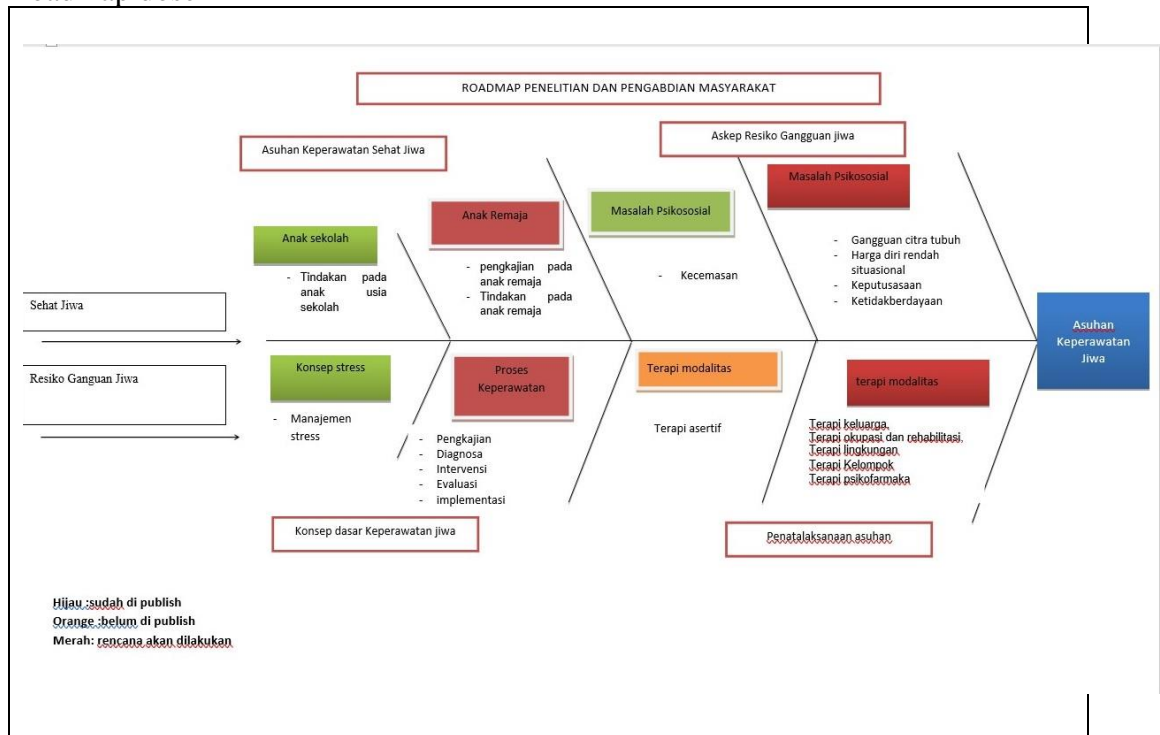 ROADMAP PENELITIAN DAN PENGABDIAN MASYARAKAT
Asuhan Keperawatan Sehat Jiwa
Askep Resiko Gangguan jiwa
Anak sekolah
- Tindakan pada
anak usia
sekolah
Anak Remaja
- pengkajian pada
anak remaja
- Tindakan pada
anak remaja
Masalah Psikososial
- Kecemasan
Masalah Psikososial
- Gangguan citra tubuh
- Harga diri rendah
situasional
- Keputusasaan
- Ketidakberdayaan
Sehat Jiwa
Resiko Ganguan Jiwa
Asuhan
Keperawatan
Jiwa
Konsep stress
- Manajemen
stress
Proses
Keperawatan
- Pengkajian
- Diagnosa
- Intervensi
- Evaluasi
- implementasi
Terapi modalitas
Terapi asertif
terapi modalitas
Terapi keluarga,
Terapi okupasi dan rehabilitasi,
Terapi lingkungan
Terapi Kelompok
Terapi psikofarmaka
Konsep dasar Keperawatan jiwa
Penatalaksanaan asuhan
Hijau :sudah di publish
Orange :belum di publish
Merah: rencana akan dilakukan